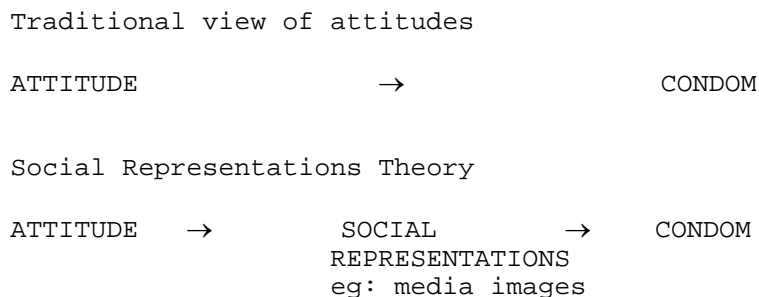 Traditional view of attitudes
ATTITUDE → CONDOM
Social Representations Theory
ATTITUDE → SOCIAL → CONDOM
REPRESENTATIONS
eg: media images